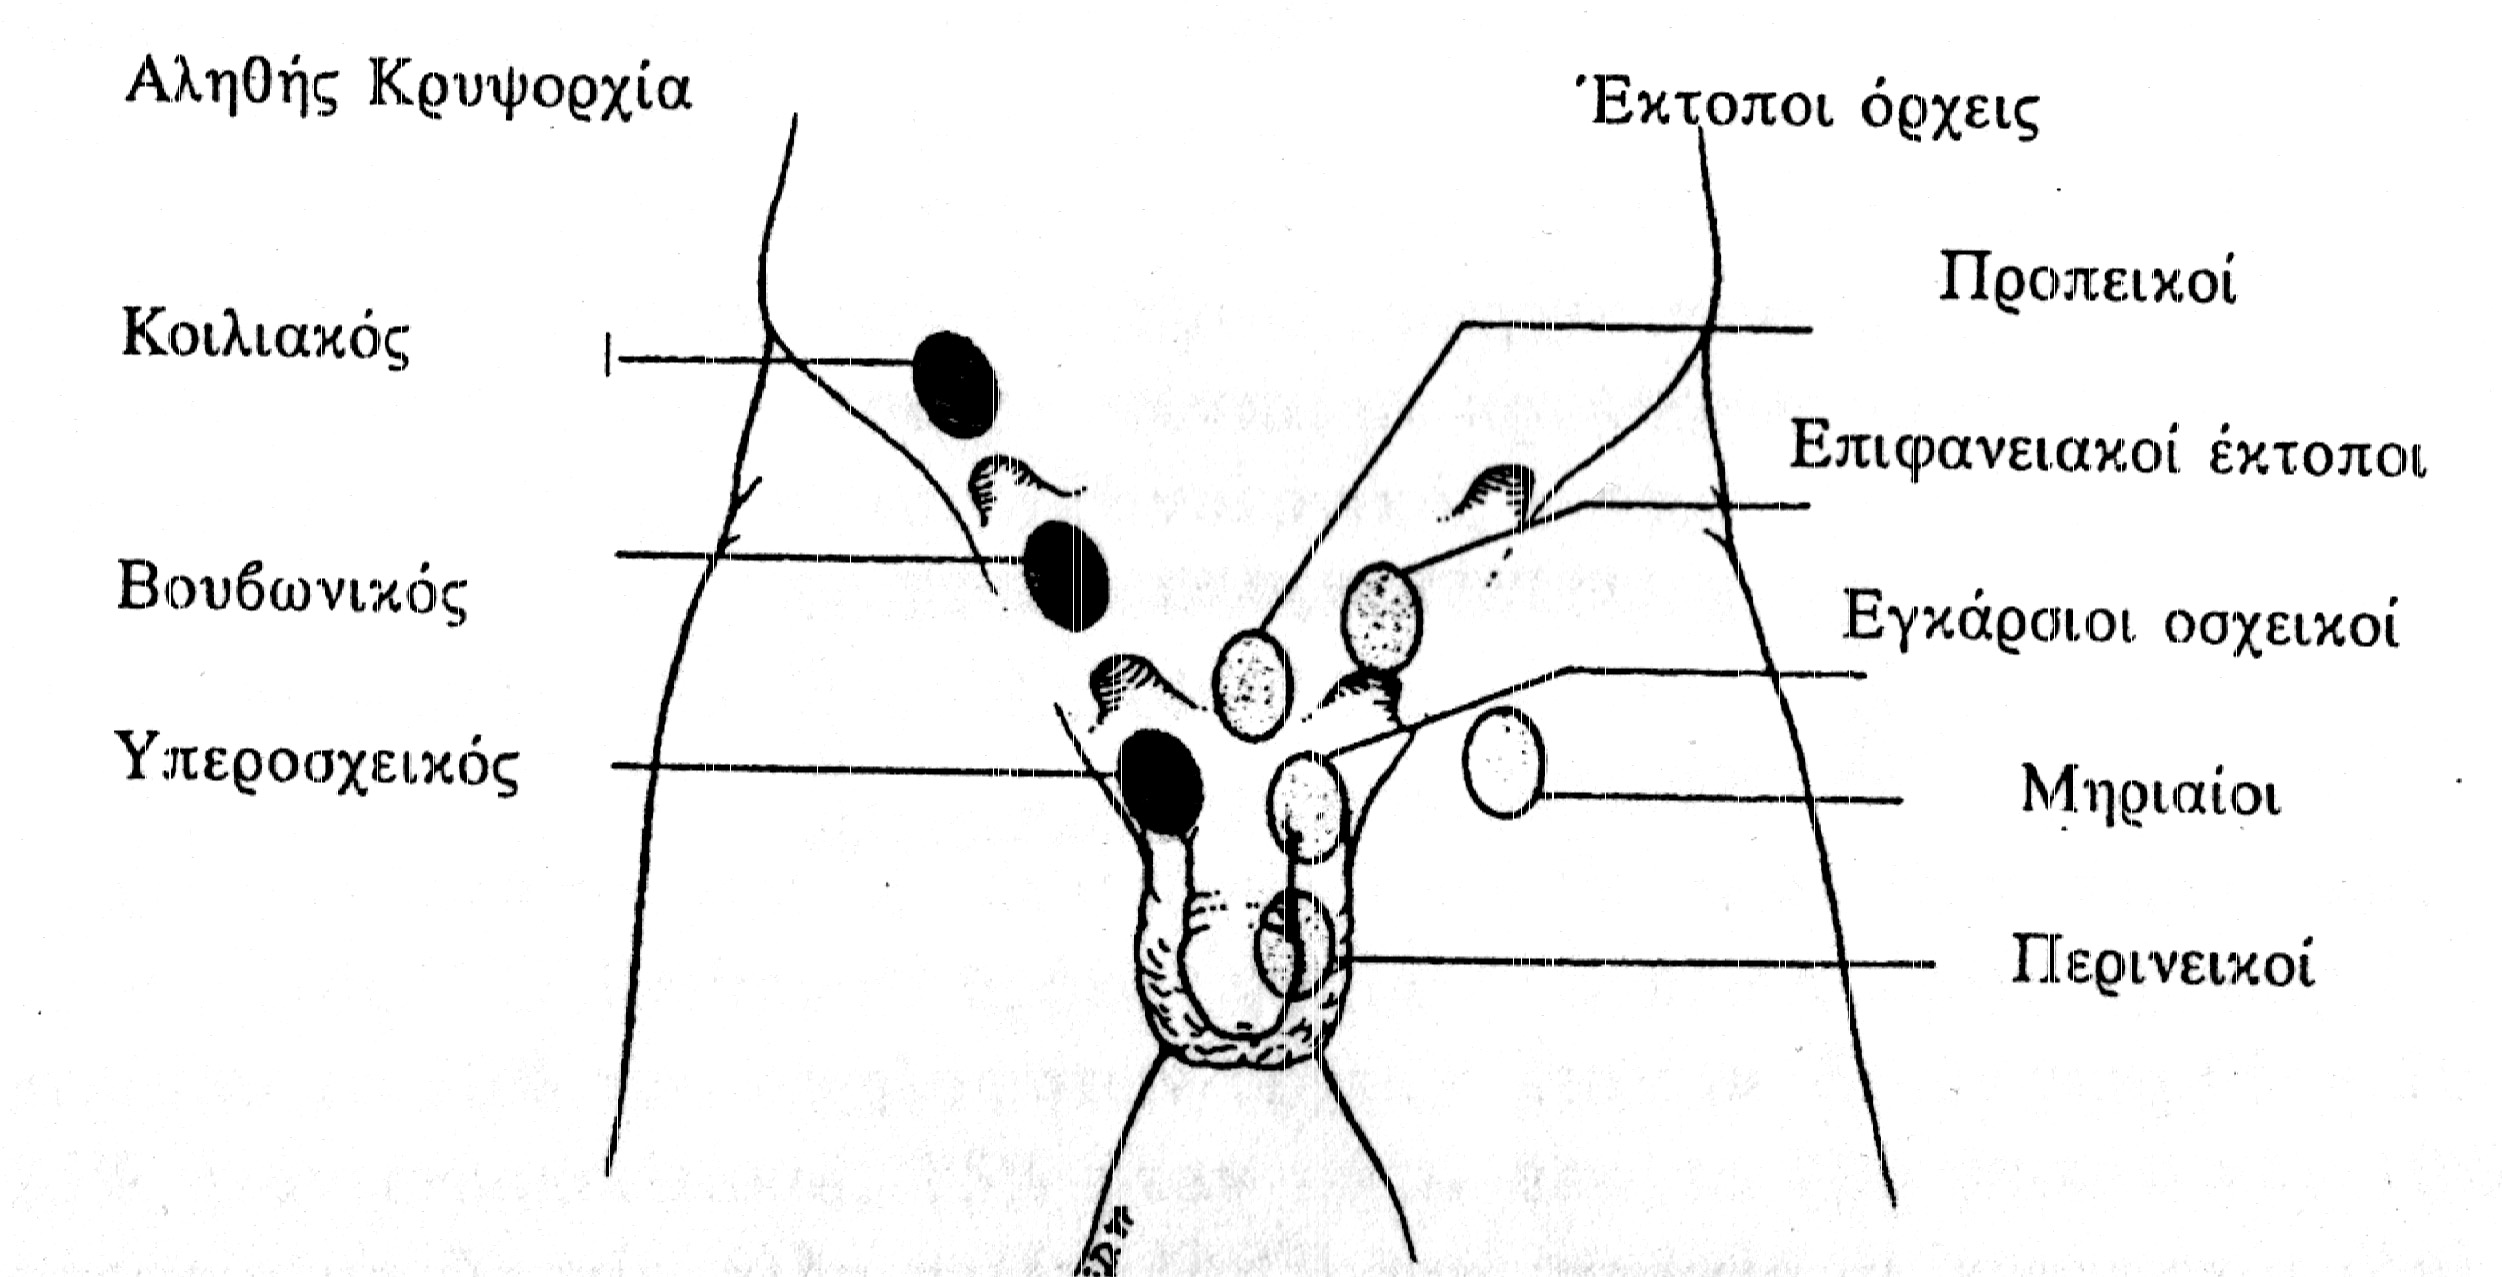 Αληθής Κρυψορχία
Κοιλιακός
Βουβωνικός
Υπεροσχεικός
Έκτοποι όρχεις
Προπεικοί
Επιφανειακοί έκτοποι
Εγκάρσιοι οσχεικοί
Μηριαίοι
Περινεικοί